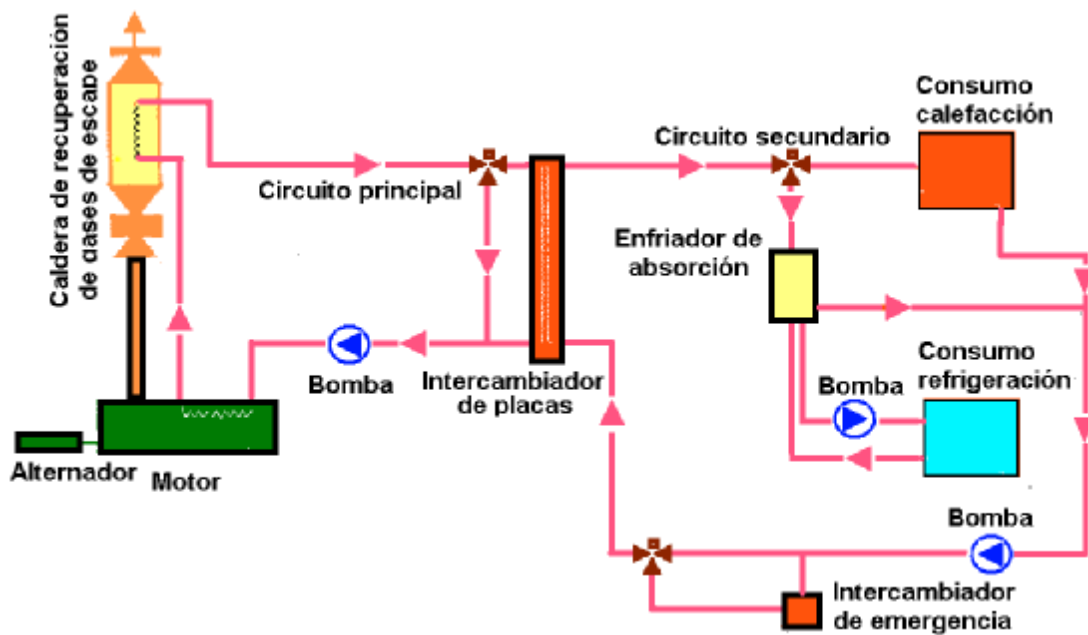 Caldera de recuperación
de gases de escape
Consumo
calefacción
Circuito secundario
Circuito principal
Enfriador de
absorción
Consumo
refrigeración
Bomba
Bomba
Intercambiador
de placas
Alternador
Motor
Bomba
Intercambiador
de emergencia